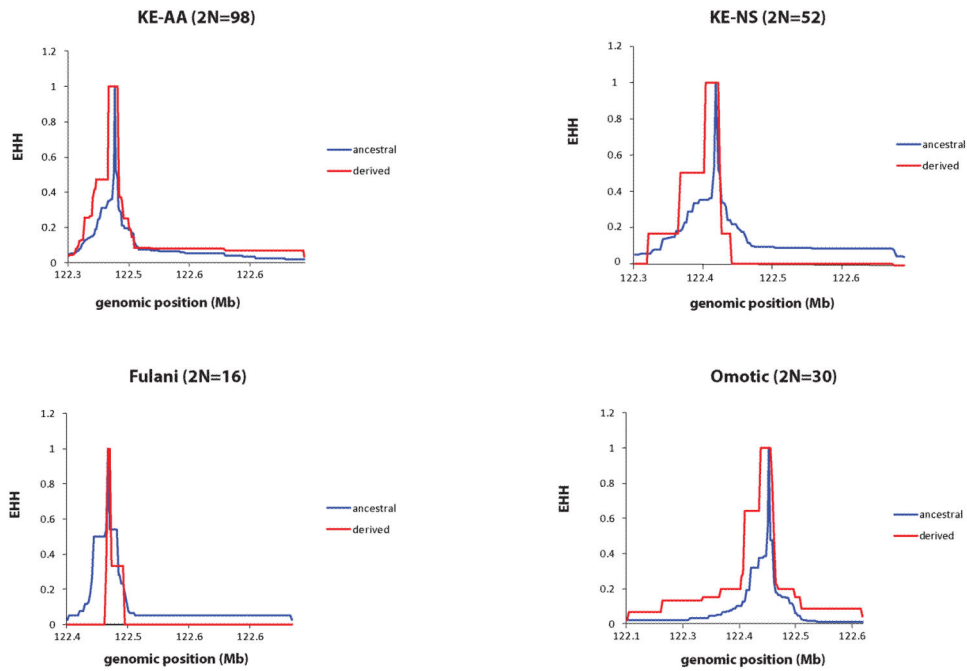 KE-AA (2N=98)
1.2
1
0.8
0.6
0.4
0.2
0
EHH
122.3
122.5
122.6
122.6
genomic position (Mb)
ancestral
derived
KE-NS (2N=52)
1.2
1
0.8
0.6
0.4
0.2
0
EHH
122.3
122.4
122.5
122.6
genomic position (Mb)
ancestral
derived
Fulani (2N=16)
1.2
1
0.8
0.6
0.4
0.2
0
EHH
122.4
122.5
122.6
122.6
genomic position (Mb)
ancestral
derived
Omotic (2N=30)
1.2
1
0.8
0.6
0.4
0.2
0
EHH
122.1
122.3
122.4
122.5
122.6
genomic position (Mb)
ancestral
derived